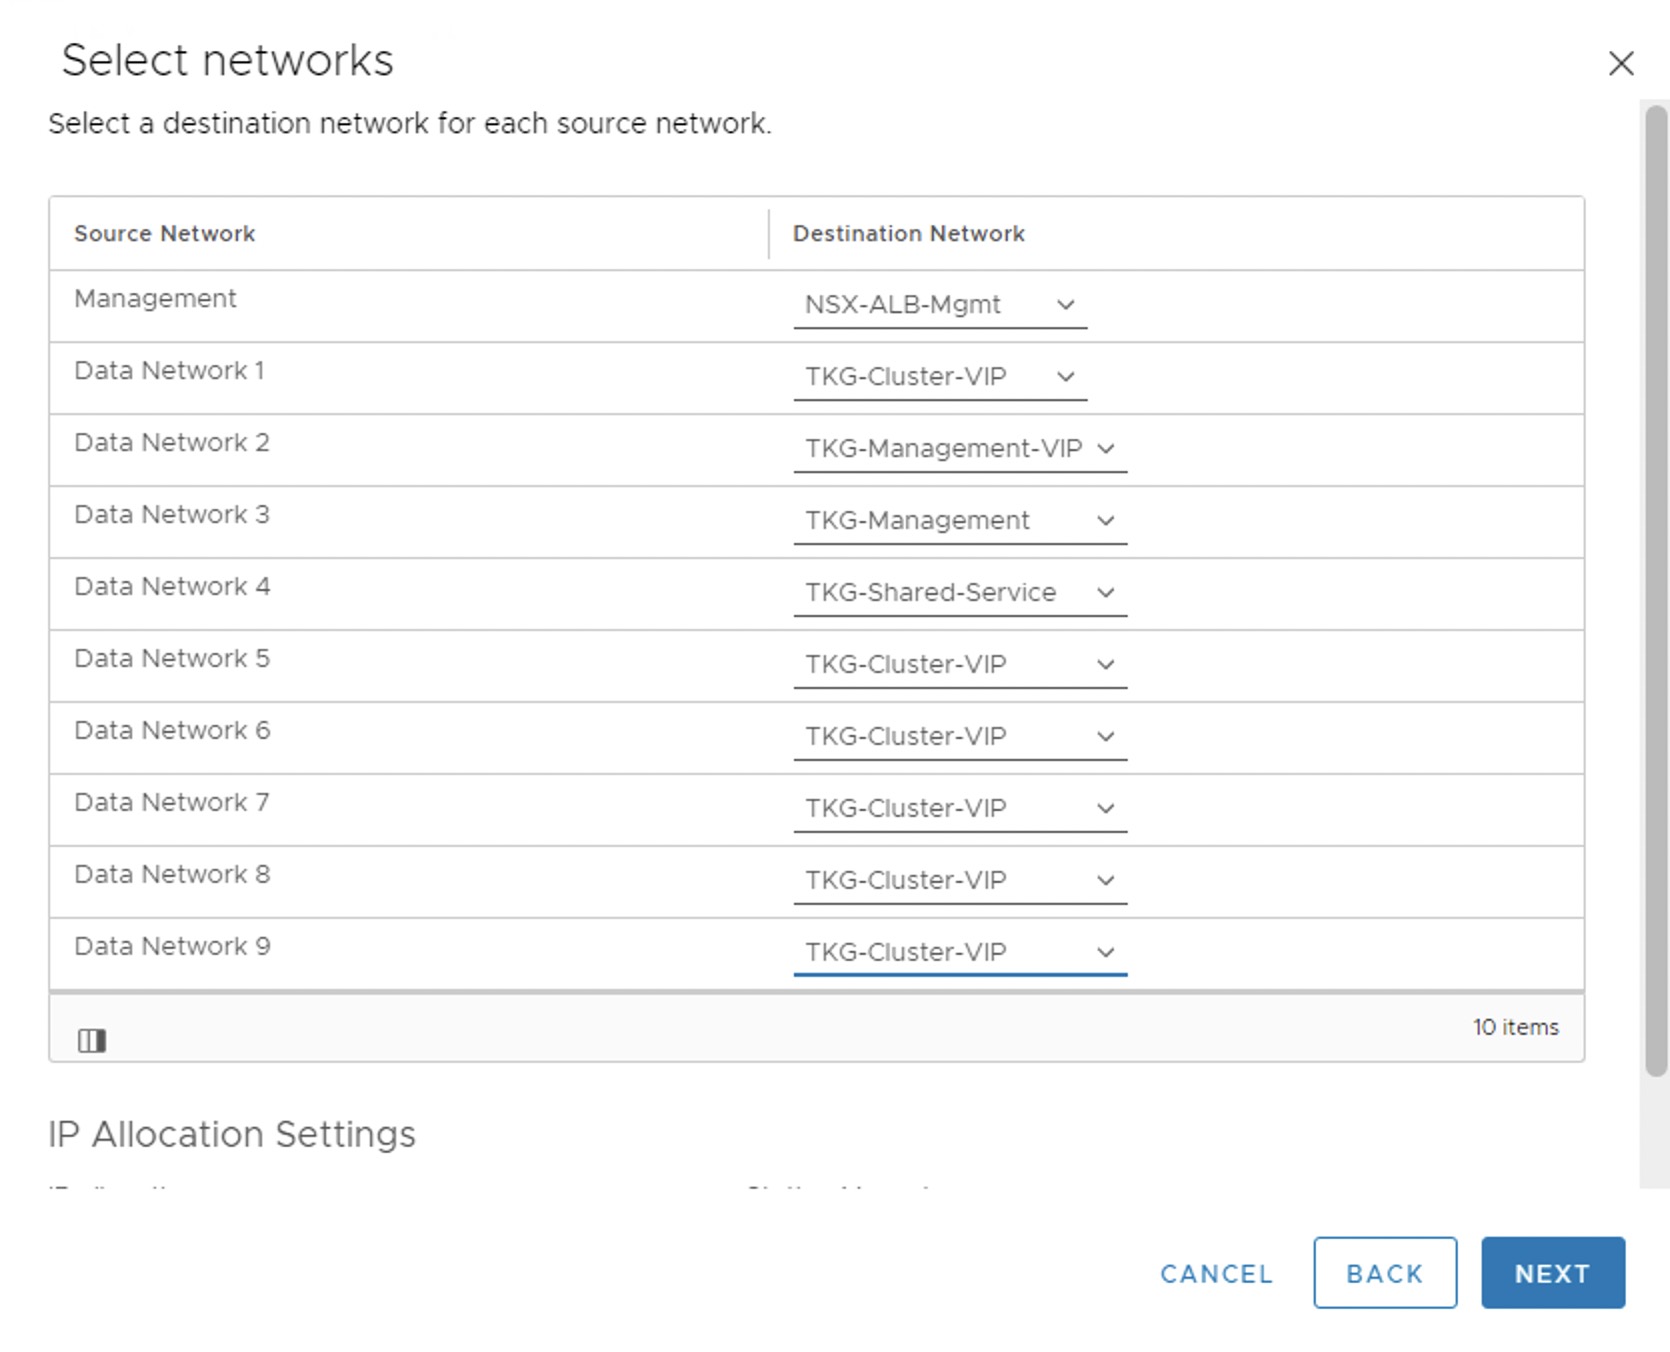 Select networks
Select a destination network for each source network.
Source Network Destination Network
Management NSX-ALB-Mgmt
Data Network 1 TKG-Cluster-VIP
Data Network 2 TKG-Management-VIP
Data Network 3 TKG-Management
Data Network 4 TKG-Shared-Service
Data Network 5 TKG-Cluster-VIP
Data Network 6 TKG-Cluster-VIP
Data Network 7 TKG-Cluster-VIP
Data Network 8 TKG-Cluster-VIP
Data Network 9 TKG-Cluster-VIP
10 items
IP Allocation Settings
CANCEL BACK NEXT